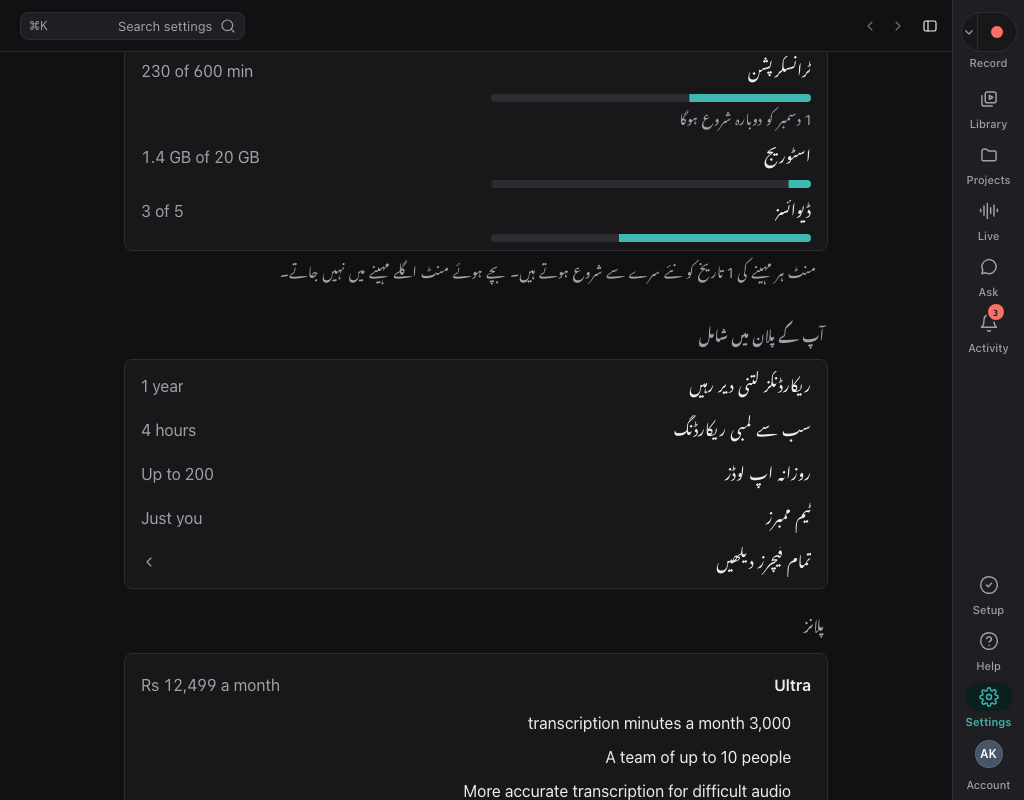 ⌘K
Search settings
Record
Library
Projects
Live
Ask
3
Activity
Setup
Help
Settings
AK
Account
ٹرانسکرپشن
230 of 600 min
1 دسمبر کو دوبارہ شروع ہوگا
اسٹوریج
1.4 GB of 20 GB
ڈیوائسز
3 of 5
منٹ ہر مہینے کی 1 تاریخ کو نئے سرے سے شروع ہوتے ہیں۔ بچے ہوئے منٹ اگلے مہینے میں نہیں جاتے۔
آپ کے پلان میں شامل
ریکارڈنگز کتنی دیر رہیں
1 year
سب سے لمبی ریکارڈنگ
4 hours
روزانہ اپ لوڈز
Up to 200
ٹیم ممبرز
Just you
تمام فیچرز دیکھیں
پلانز
Ultra
Rs 12,499 a month
transcription minutes a month 3,000
A team of up to 10 people
More accurate transcription for difficult audio